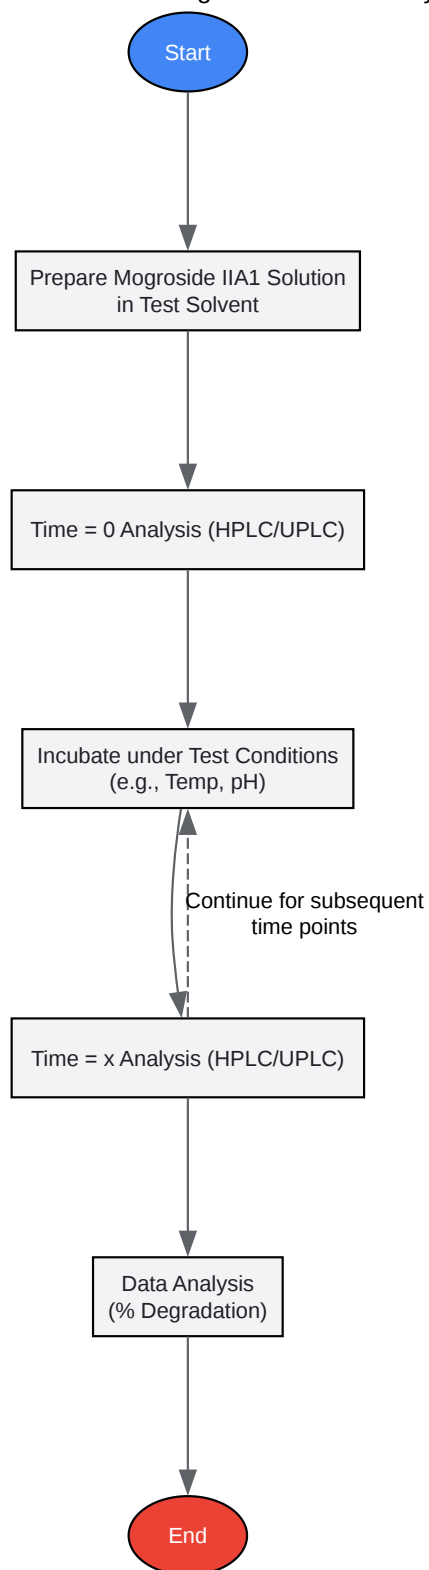 Start
Prepare Mogroside IIA1 Solution
in Test Solvent
Time = 0 Analysis (HPLC/UPLC)
Incubate under Test Conditions
(e.g., Temp, pH)
Continue for subsequent
time points
Time = x Analysis (HPLC/UPLC)
Data Analysis
(% Degradation)
End